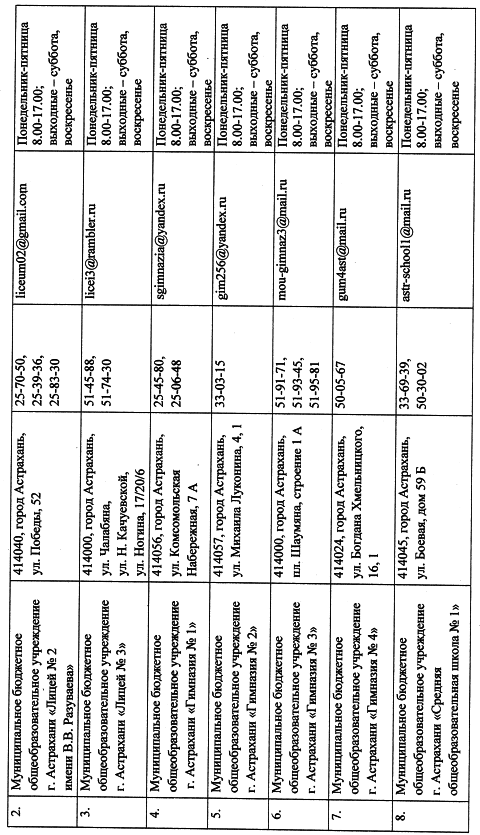 2.
Муниципальное бюджетное
общеобразовательное учреждение
г. Астрахани «Лицей № 2
имени В.В. Разуваева»
414040, город Астрахань,
ул. Победы, 52
25-70-50,
25-39-36,
25-83-30
liceum02@gmail.com
Понедельник-пятница
8.00-17.00;
выходные – суббота,
воскресенье
3.
Муниципальное бюджетное
общеобразовательное учреждение
г. Астрахани «Лицей № 3»
414000, город Астрахань,
ул. Чалабяна,
ул. Н. Качуевской,
ул. Ногина, 17/20/6
51-45-88,
51-74-30
licei3@rambler.ru
Понедельник-пятница
8.00-17.00;
выходные – суббота,
воскресенье
4.
Муниципальное бюджетное
общеобразовательное учреждение
г. Астрахани «Гимназия № 1»
414056, город Астрахань,
ул. Комсомольская
Набережная, 7 А
25-45-80,
25-06-48
sgimnazia@yandex.ru
Понедельник-пятница
8.00-17.00;
выходные – суббота,
воскресенье
5.
Муниципальное бюджетное
общеобразовательное учреждение
г. Астрахани «Гимназия № 2»
414057, город Астрахань,
ул. Михаила Луконина, 4, 1
33-03-15
gim256@yandex.ru
Понедельник-пятница
8.00-17.00;
выходные – суббота,
воскресенье
6.
Муниципальное бюджетное
общеобразовательное учреждение
г. Астрахани «Гимназия № 3»
414000, город Астрахань,
пл. Шаумяна, строение 1 А
51-91-71,
51-93-45,
51-95-81
mou-gimnaz3@mail.ru
Понедельник-пятница
8.00-17.00;
выходные – суббота,
воскресенье
7.
Муниципальное бюджетное
общеобразовательное учреждение
г. Астрахани «Гимназия № 4»
414024, город Астрахань,
ул. Богдана Хмельницкого,
16, 1
50-05-67
gum4ast@mail.ru
Понедельник-пятница
8.00-17.00;
выходные – суббота,
воскресенье
8.
Муниципальное бюджетное
общеобразовательное учреждение
г. Астрахани «Средняя
общеобразовательная школа № 1»
414045, город Астрахань,
ул. Боевая, дом 59 Б
33-69-39,
50-30-02
astr-school1@mail.ru
Понедельник-пятница
8.00-17.00;
выходные – суббота,
воскресенье